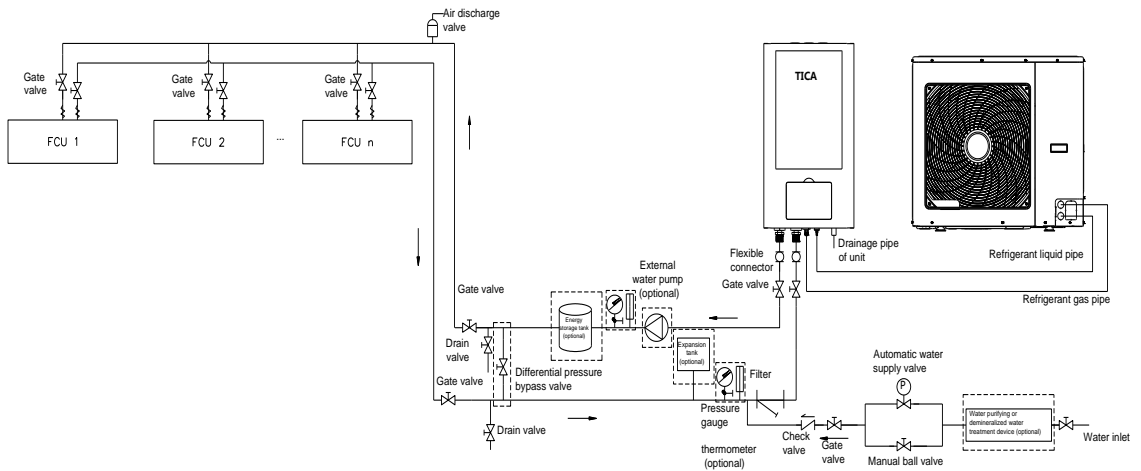 Air discharge
valve
TICA
Gate
valve
Gate
valve
Gate
valve
FCU 1
FCU 2
...
FCU n
Drainage pipe
of unit
Flexible
connector
Refrigerant liquid pipe
External
water pump
(optional)
Gate valve
Gate valve
Refrigerant gas pipe
Energy
storage tank
(optional)
Drain
valve
Expansion
tank
(optional)
Automatic water
supply valve
Differential pressure
bypass valve
Filter
Gate valve
P
Pressure
gauge
Water purifying or
demineralized water
treatment device (optional)
Drain valve
Check
valve
Gate
valve
Water inlet
thermometer
(optional)
Manual ball valve